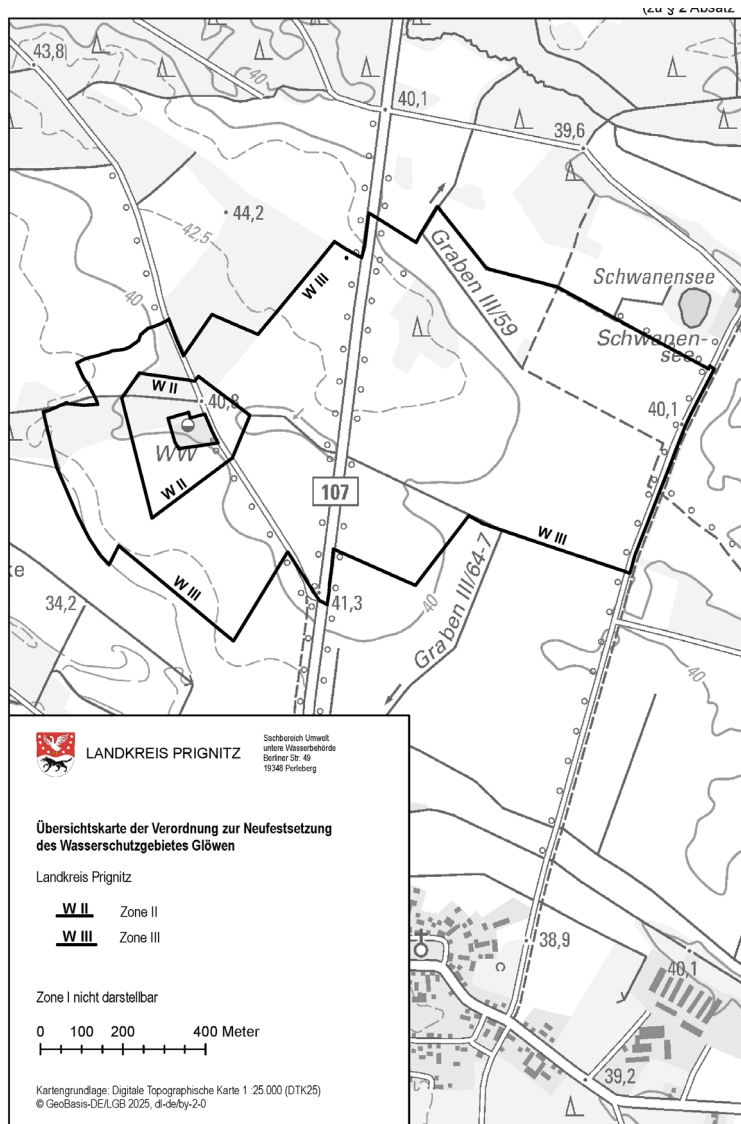 (zu § 2 Absatz
43,8
40
40,1
39,6
44,2
42,5
Graben III/59
W III
Schwanensee
Schwanen-
see
40
W II
40,8
40,1
WW
W II
107
W III
W III
40
41,3
Graben III/64-7
ke
34,2
40
LANDKREIS PRIGNITZ
Sachbereich Umwelt
untere Wasserbehörde
Berliner Str. 49
19348 Perleberg
Übersichtskarte der Verordnung zur Neufestsetzung
des Wasserschutzgebietes Glöwen
Landkreis Prignitz
W II Zone II
W III Zone III
38,9
40,1
Zone I nicht darstellbar
0 100 200 400 Meter
39,2
Kartengrundlage: Digitale Topographische Karte 1 :25.000 (DTK25)
© GeoBasis-DE/LGB 2025, dl-de/by-2-0